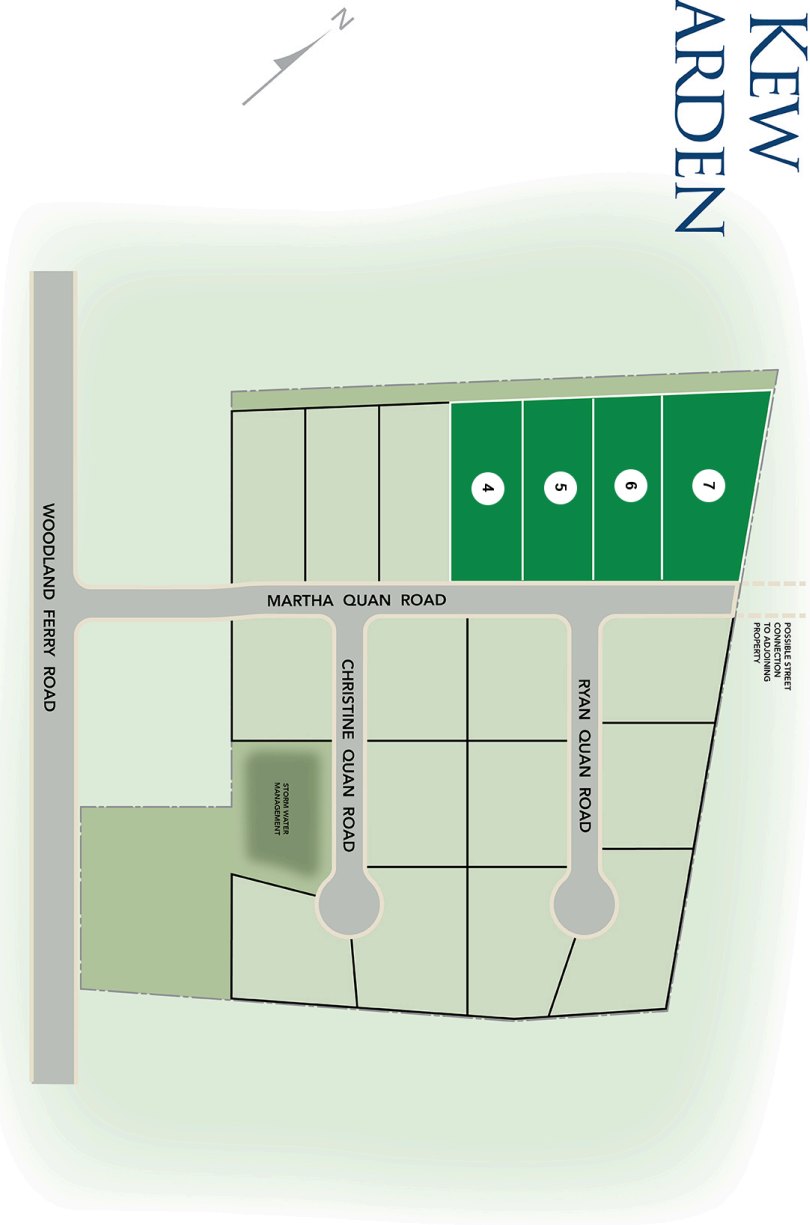 KEW
ARDEN
N
4
5
6
7
WOODLAND FERRY ROAD
MARTHA QUAN ROAD
CHRISTINE QUAN ROAD
RYAN QUAN ROAD
POSSIBLE STREET
CONNECTION
TO ADJOINING
PROPERTY
STORM WATER
MANAGEMENT